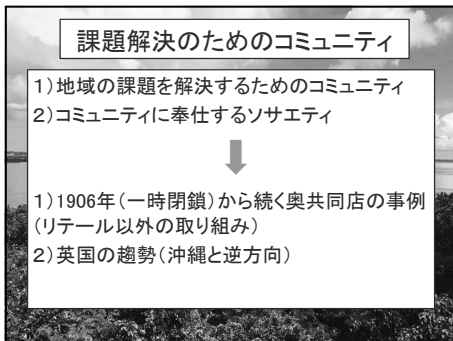 課題解決のためのコミュニティ
1)地域の課題を解決するためのコミュニティ
2)コミュニティに奉仕するソサエティ
1)1906年(一時閉鎖)から続く奥共同店の事例
(リテール以外の取り組み)
2)英国の趨勢(沖縄と逆方向)